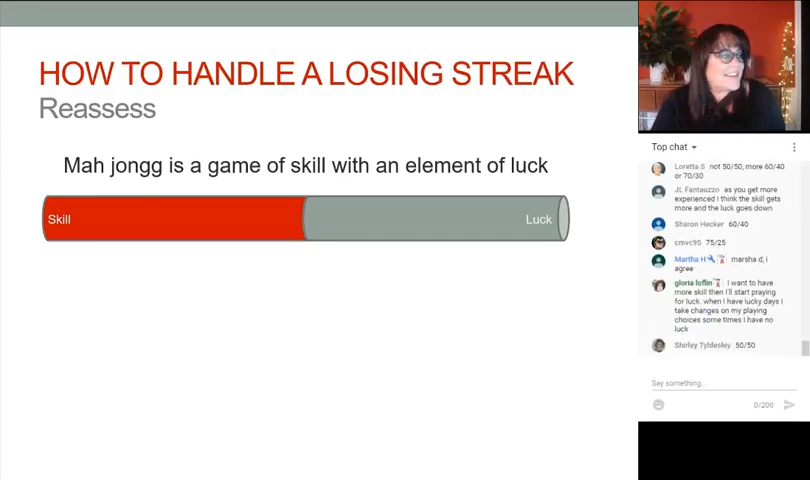 HOW TO HANDLE A LOSING STREAK
Reassess
Mah jongg is a game of skill with an element of luck
Skill
Luck
Top chat
Loretta S not 50/50, more 60/40
or 70/30
JL Fantauzzo as you get more
experienced I think the skill gets
more and the luck goes down
Sharon Hecker 60/40
cmvc95 75/25
Martha H marsha d, i
agree
gloria loflin I want to have
more skill then I'll start praying
for luck. when I have lucky days i
take changes on my playing
choices some times I have no
luck
Shirley Tyldesley 50/50
Say something...
0/200